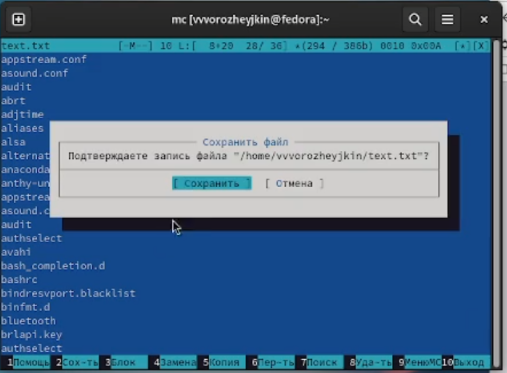 mc [vvvorozheyjkin@fedora]:~
text.txt [-M--] 10 L:[ 8+20 28/ 36] *(294 / 386b) 0010 0x00A [*][X]
appstream.conf
asound.conf
audit
abrt
adjtime
aliases
alsa
alternat
anaconda
anthy-un
appstrea
asound.c
audit
authselect
avahi
bash_completion.d
bashrc
bindresvport.blacklist
binfmt.d
bluetooth
brlapi.key
authselect
Сохранить файл
Подтверждаете запись файла "/home/vvvorozheyjkin/text.txt"?
[ Сохранить ] [ Отмена ]
1Помощь 2Сох-ть 3Блок 4Замена 5Копия 6Пер-ть 7Поиск 8Уда-ть 9МенюMC 10Выход